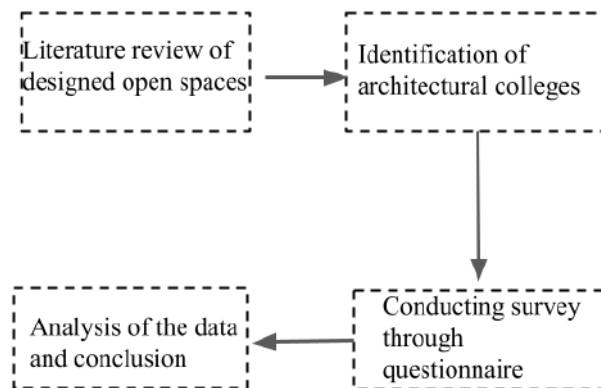 Literature review of
designed open spaces
Identification of
architectural colleges
Conducting survey
through
questionnaire
Analysis of the data
and conclusion